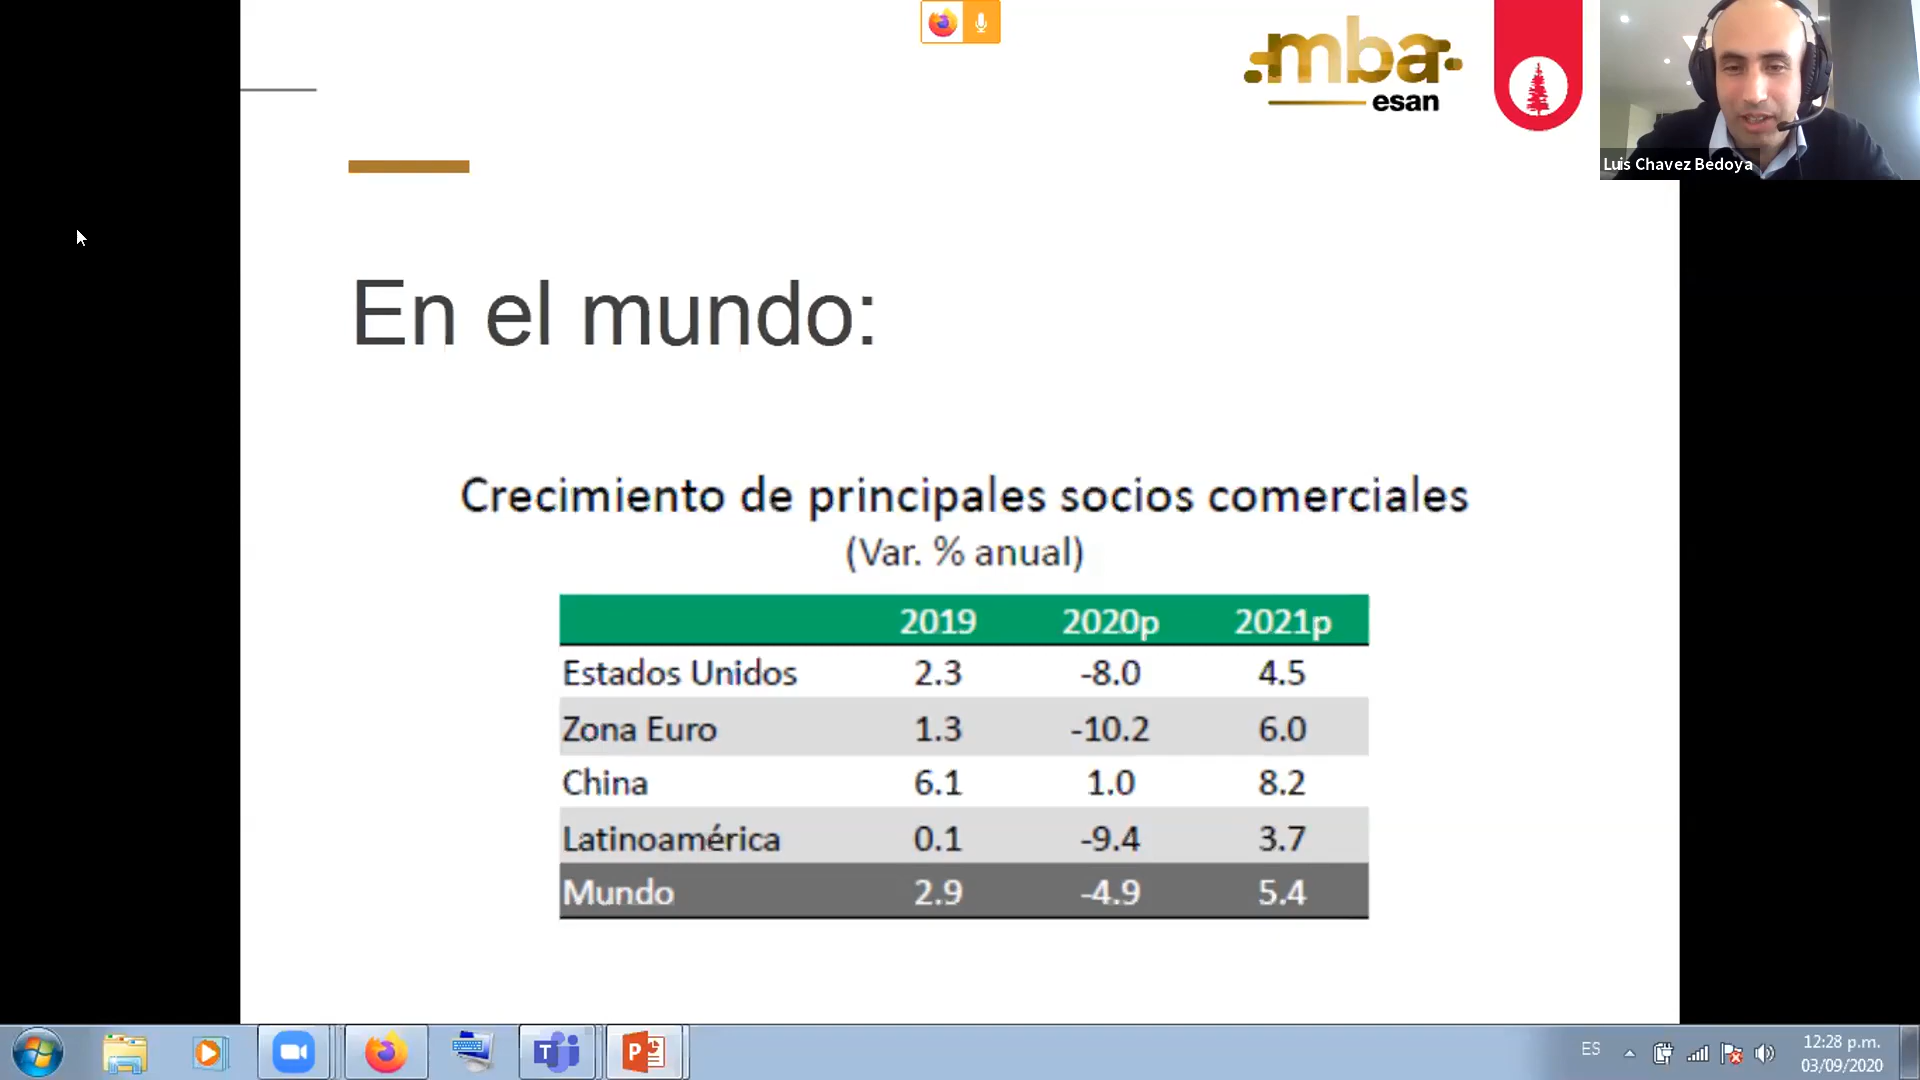 mba
esan
Luis Chavez Bedoya
En el mundo:
Crecimiento de principales socios comerciales
(Var. % anual)
2019 2020p 2021p
Estados Unidos 2.3 -8.0 4.5
Zona Euro 1.3 -10.2 6.0
China 6.1 1.0 8.2
Latinoamérica 0.1 -9.4 3.7
Mundo 2.9 -4.9 5.4
ES
12:28 p.m.
03/09/2020